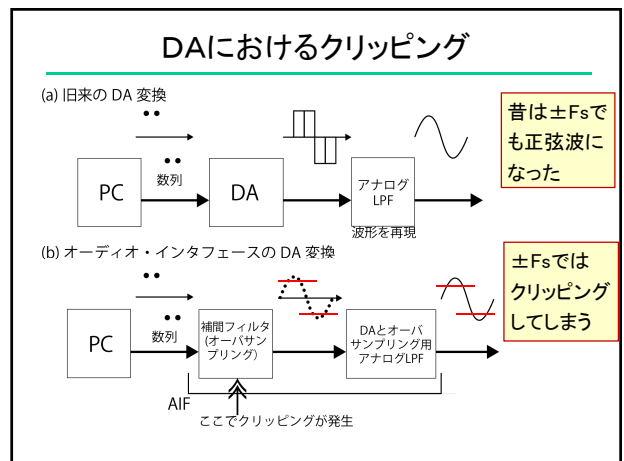 DAにおけるクリッピング
(a) 旧来の DA 変換
昔は±Fsで
も正弦波に
なった
PC
数列
DA
アナログ
LPF
波形を再現
(b) オーディオ・インタフェースの DA 変換
±Fsでは
クリッピング
してしまう
PC
数列
補間フィルタ
(オーバサン
プリング)
DAとオーバ
サンプリング用
アナログLPF
AIF
ここでクリッピングが発生